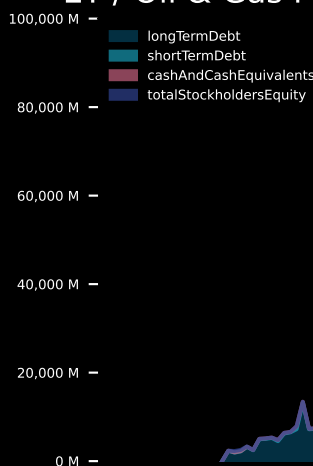 100,000 M
longTermDebt
shortTermDebt
cashAndCashEquivalents
totalStockholdersEquity
80,000 M
60,000 M
40,000 M
20,000 M
0 M